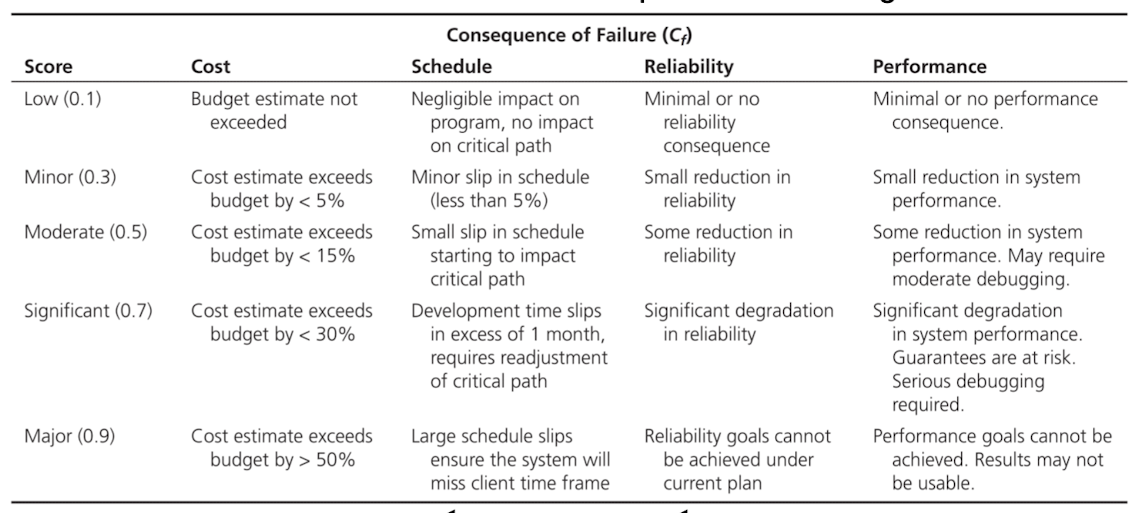 Consequence of Failure (Cf)
Score Cost Schedule Reliability Performance
Low (0.1) Budget estimate not exceeded Negligible impact on program, no impact on critical path Minimal or no reliability consequence Minimal or no performance consequence.
Minor (0.3) Cost estimate exceeds budget by < 5% Minor slip in schedule (less than 5%) Small reduction in reliability Small reduction in system performance.
Moderate (0.5) Cost estimate exceeds budget by < 15% Small slip in schedule starting to impact critical path Some reduction in reliability Some reduction in system performance. May require moderate debugging.
Significant (0.7) Cost estimate exceeds budget by < 30% Development time slips in excess of 1 month, requires readjustment of critical path Significant degradation in reliability Significant degradation in system performance. Guarantees are at risk. Serious debugging required.
Major (0.9) Cost estimate exceeds budget by > 50% Large schedule slips ensure the system will miss client time frame Reliability goals cannot be achieved under current plan Performance goals cannot be achieved. Results may not be usable.